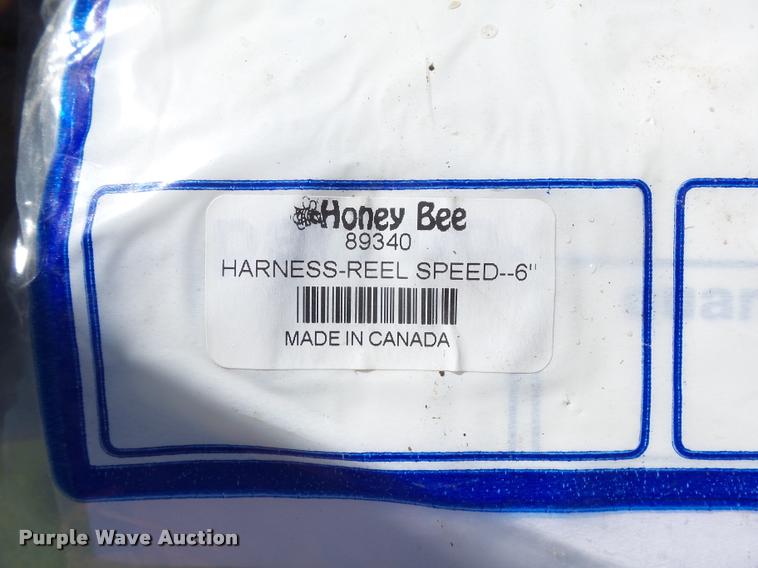 Honey Bee
89340
HARNESS-REEL SPEED--6"
MADE IN CANADA
Purple Wave Auction